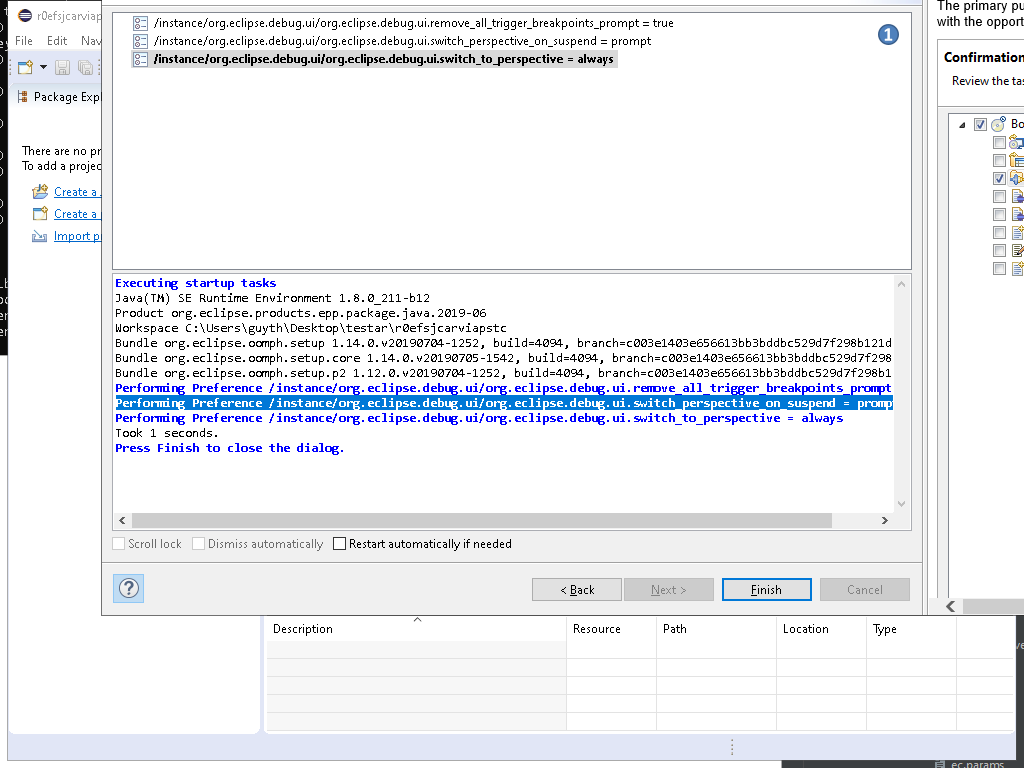 r0efsjcarviap
File Edit Nav
Package Expl
There are no pr
To add a projec
Create a
Create a
Import p
/instance/org.eclipse.debug.ui/org.eclipse.debug.ui.remove_all_trigger_breakpoints_prompt = true
/instance/org.eclipse.debug.ui/org.eclipse.debug.ui.switch_perspective_on_suspend = prompt
/instance/org.eclipse.debug.ui/org.eclipse.debug.ui.switch_to_perspective = always
1
Executing startup tasks
Java(TM) SE Runtime Environment 1.8.0_211-b12
Product org.eclipse.products.epp.package.java.2019-06
Workspace C:\Users\guyth\Desktop\testar\r0efsjcarviapstc
Bundle org.eclipse.oomph.setup 1.14.0.v20190704-1252, build=4094, branch=c003e1403e656613bb3bddbc529d7f298b121d
Bundle org.eclipse.oomph.setup.core 1.14.0.v20190705-1542, build=4094, branch=c003e1403e656613bb3bddbc529d7f298
Bundle org.eclipse.oomph.setup.p2 1.12.0.v20190704-1252, build=4094, branch=c003e1403e656613bb3bddbc529d7f298b1
Performing Preference /instance/org.eclipse.debug.ui/org.eclipse.debug.ui.remove_all_trigger_breakpoints_prompt
Performing Preference /instance/org.eclipse.debug.ui/org.eclipse.debug.ui.switch_perspective_on_suspend = promp
Performing Preference /instance/org.eclipse.debug.ui/org.eclipse.debug.ui.switch_to_perspective = always
Took 1 seconds.
Press Finish to close the dialog.
Scroll lock Dismiss automatically Restart automatically if needed
? < Back Next > Finish Cancel
The primary pu
with the opport
Confirmation
Review the tas
Bo
Description Resource Path Location Type
ec.params